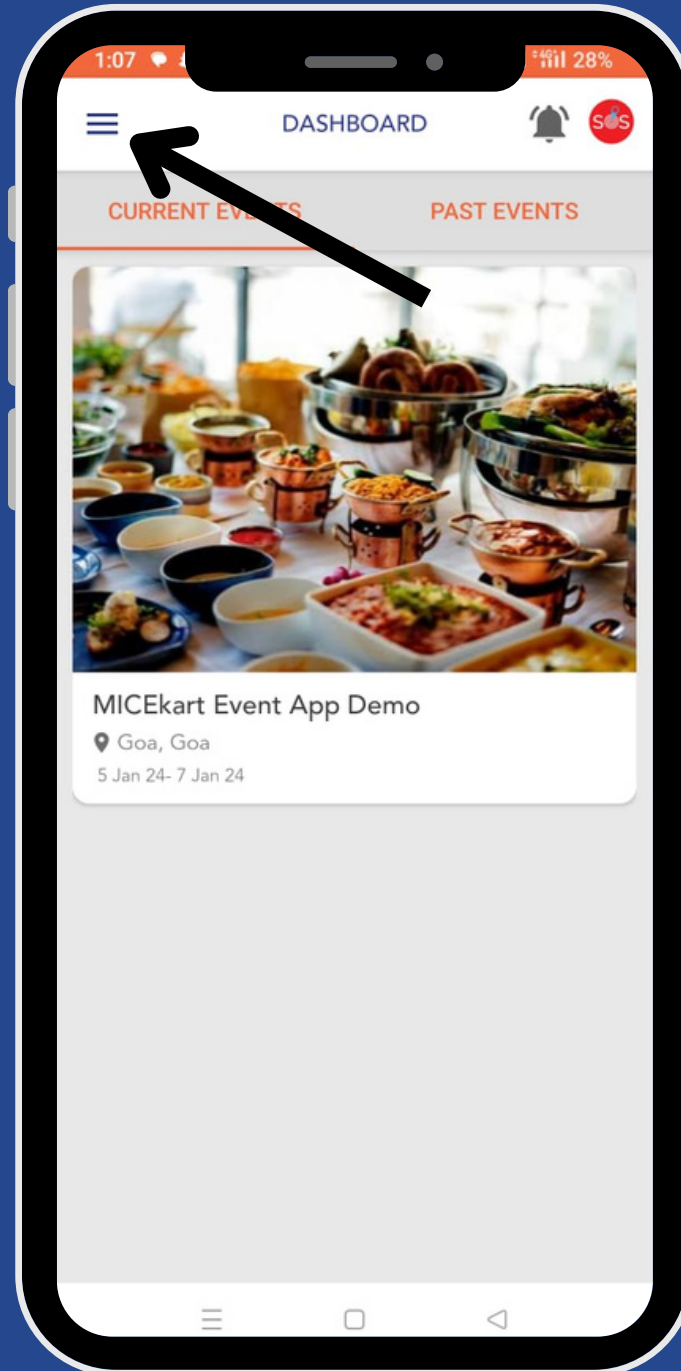 1:07 28%
DASHBOARD SOS
CURRENT EVENTS PAST EVENTS
MICEkart Event App Demo
Goa, Goa
5 Jan 24- 7 Jan 24